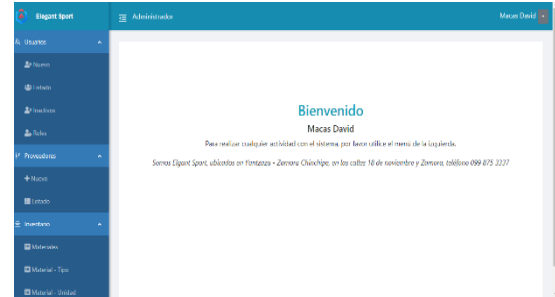 Elegant Sport
Administrador
Macas David
Usuarios
Nuevo
Listado
Inactivos
Roles
Proveedores
Nuevo
Listado
Inventario
Materiales
Material - Tipo
Material - Unidad
Bienvenido
Macas David
Para realizar cualquier actividad con el sistema, por favor utilice el menú de la izquierda.
Somos Elgant Sport, ubicados en Yantzaza - Zamora Chinchipe, en las calles 18 de noviembre y Zamora, teléfono 099 875 3337